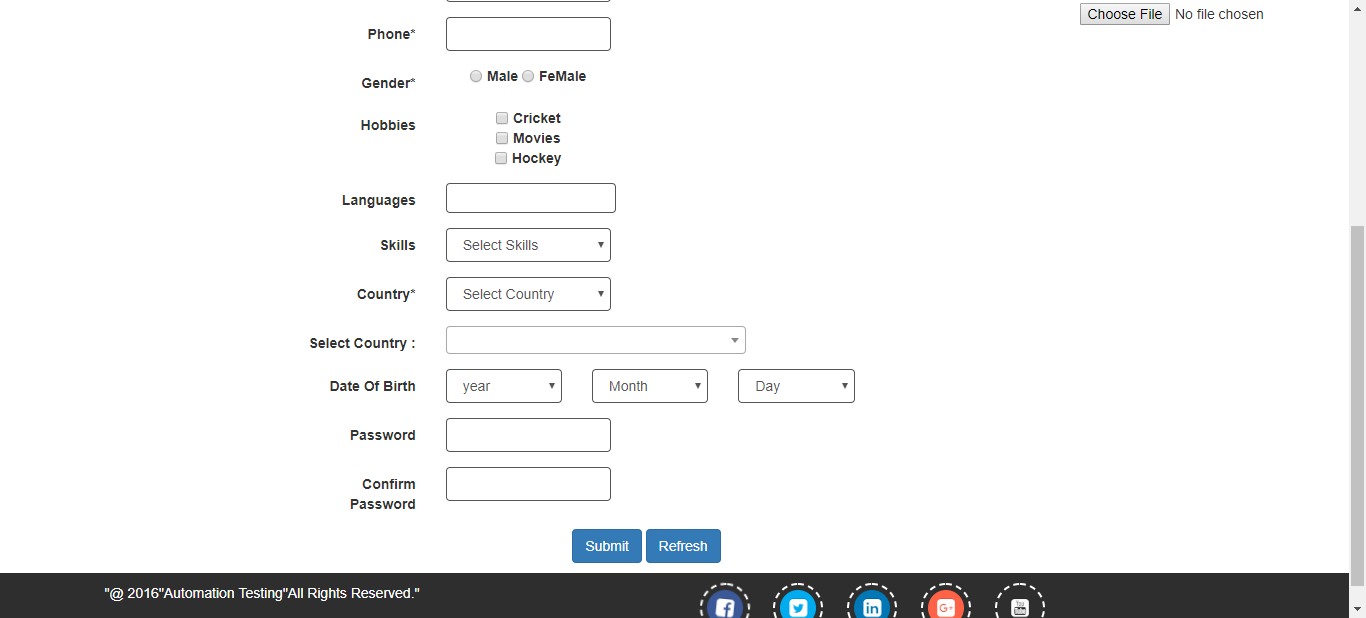 Choose File No file chosen
Phone*
Gender* Male FeMale
Hobbies Cricket
Movies
Hockey
Languages
Skills Select Skills
Country* Select Country
Select Country :
Date Of Birth year Month Day
Password
Confirm
Password
Submit Refresh
"@ 2016"Automation Testing"All Rights Reserved."
f in G+ You